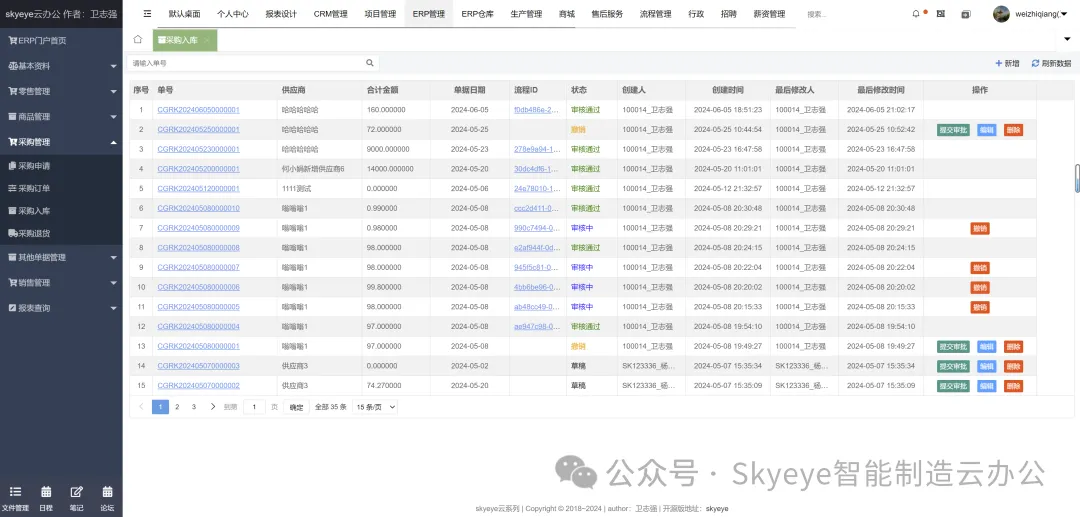 skyeye云办公 作者：卫志强
默认桌面 个人中心 报表设计 CRM管理 项目管理 ERP管理 ERP仓库 生产管理 商城 售后服务 流程管理 行政 招聘 薪资管理 搜索... weizhiqiang(
ERP门户首页
基本资料
零售管理
商品管理
采购管理
采购申请
采购订单
采购入库
采购退货
其他单据管理
销售管理
报表查询
文件管理 日程 笔记 论坛
采购入库
请输入单号
新增 刷新数据
序号 单号 供应商 合计金额 单据日期 流程ID 状态 创建人 创建时间 最后修改人 最后修改时间 操作
1 CGRK202406050000001 哈哈哈哈哈 160.000000 2024-06-05 f0db486e-2... 审核通过 100014_卫志强 2024-06-05 18:51:23 100014_卫志强 2024-06-05 21:02:17
2 CGRK202405250000001 哈哈哈哈哈 72.000000 2024-05-25 撤销 100014_卫志强 2024-05-25 10:44:54 100014_卫志强 2024-05-25 10:52:42 提交审批 编辑 删除
3 CGRK202405230000001 哈哈哈哈哈 9000.000000 2024-05-23 278e9a94-1... 审核通过 100014_卫志强 2024-05-23 16:47:58 100014_卫志强 2024-05-23 16:47:58
4 CGRK202405200000001 何小娟新增供应商6 14000.000000 2024-05-20 30dc4df6-1... 审核通过 100014_卫志强 2024-05-20 11:01:01 100014_卫志强 2024-05-20 11:01:01
5 CGRK202405120000001 1111测试 0.000000 2024-05-06 24e78010-1... 审核通过 100014_卫志强 2024-05-12 21:32:57 100014_卫志强 2024-05-12 21:32:57
6 CGRK202405080000010 嗡嗡嗡1 0.990000 2024-05-08 ccc2d411-0... 审核通过 100014_卫志强 2024-05-08 20:30:48 100014_卫志强 2024-05-08 20:30:48
7 CGRK202405080000009 嗡嗡嗡1 0.980000 2024-05-08 990c7494-0... 审核中 100014_卫志强 2024-05-08 20:29:21 100014_卫志强 2024-05-08 20:29:21 撤销
8 CGRK202405080000008 嗡嗡嗡1 98.000000 2024-05-08 e2af944f-0d... 审核通过 100014_卫志强 2024-05-08 20:24:15 100014_卫志强 2024-05-08 20:24:15
9 CGRK202405080000007 嗡嗡嗡1 98.000000 2024-05-08 945f5c81-0... 审核中 100014_卫志强 2024-05-08 20:22:04 100014_卫志强 2024-05-08 20:22:04 撤销
10 CGRK202405080000006 嗡嗡嗡1 99.800000 2024-05-08 4bb6be96-0... 审核中 100014_卫志强 2024-05-08 20:20:02 100014_卫志强 2024-05-08 20:20:02 撤销
11 CGRK202405080000005 嗡嗡嗡1 98.000000 2024-05-08 ab48cc49-0... 审核中 100014_卫志强 2024-05-08 20:15:33 100014_卫志强 2024-05-08 20:15:33 撤销
12 CGRK202405080000004 嗡嗡嗡1 97.000000 2024-05-08 ae947c98-0... 审核通过 100014_卫志强 2024-05-08 19:54:10 100014_卫志强 2024-05-08 19:54:10
13 CGRK202405080000001 嗡嗡嗡1 97.000000 2024-05-08 撤销 100014_卫志强 2024-05-08 19:49:27 100014_卫志强 2024-05-08 19:49:27 提交审批 编辑 删除
14 CGRK202405070000003 供应商3 0.000000 2024-05-02 草稿 SK123336_杨... 2024-05-07 15:35:34 SK123336_杨... 2024-05-07 15:35:34 提交审批 编辑 删除
15 CGRK202405070000002 供应商3 74.270000 2024-05-20 草稿 SK123336_杨... 2024-05-07 15:35:09 SK123336_杨... 2024-05-07 15:35:09 提交审批 编辑 删除
1 2 3 到第 1 页 确定 全部 35 条 15 条/页
公众号 · Skyeye智能制造云办公
skyeye云系列 | Copyright © 2018~2024 | author：卫志强 | 开源版地址：skyeye